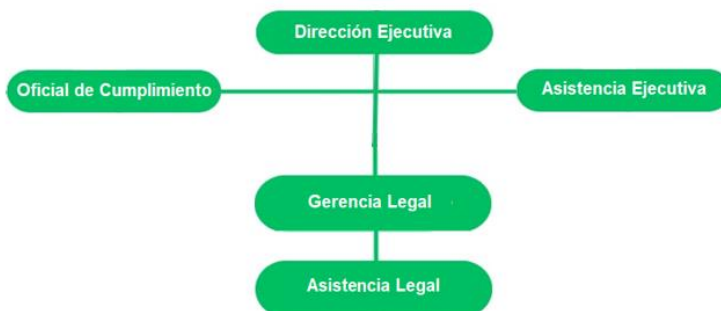 Dirección Ejecutiva
Oficial de Cumplimiento
Asistencia Ejecutiva
Gerencia Legal
Asistencia Legal